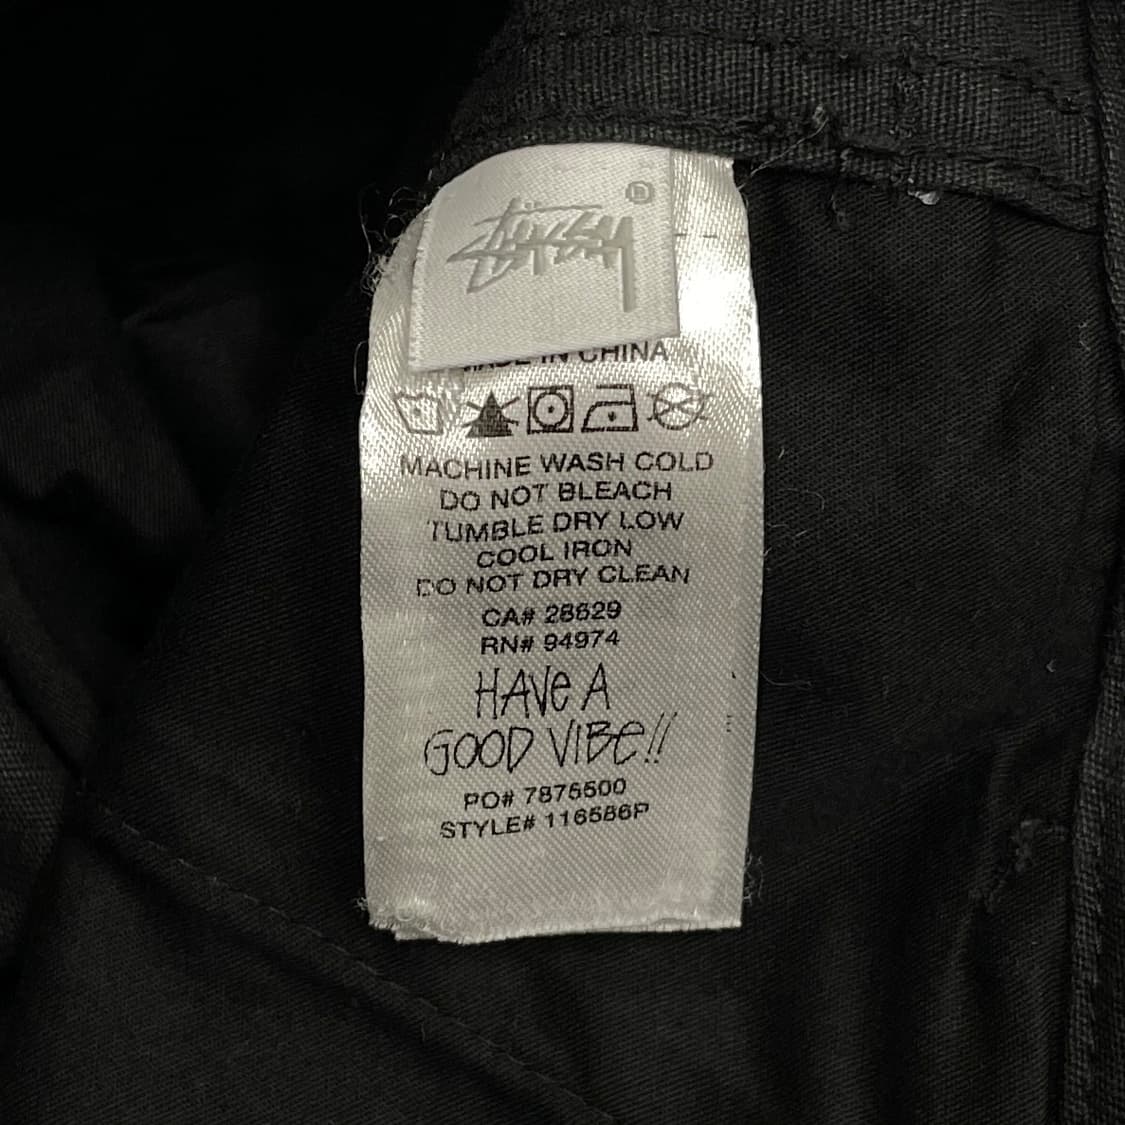 STÜSSY ®
MADE IN CHINA
MACHINE WASH COLD
DO NOT BLEACH
TUMBLE DRY LOW
COOL IRON
DO NOT DRY CLEAN
CA# 28629
RN# 94974
HAVE A
GOOD VIBE!!
PO# 7875500
STYLE# 116586P